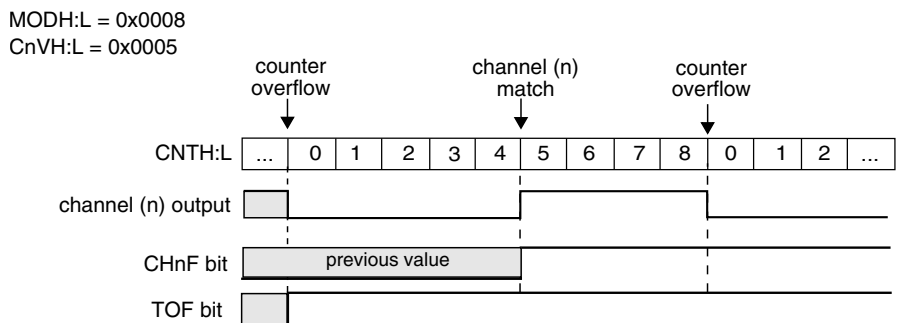 MODH:L = 0x0008
CnVH:L = 0x0005
counter
overflow
channel (n)
match
counter
overflow
CNTH:L ... 0 1 2 3 4 5 6 7 8 0 1 2 ...
channel (n) output
CHnF bit previous value
TOF bit